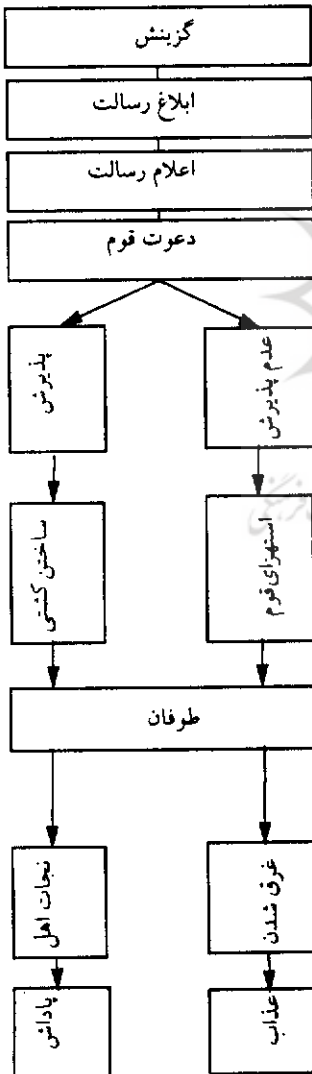 گزینش
ابلاغ رسالت
اعلام رسالت
دعوت قوم
عدم پذیرش
پذیرش
استهزای قوم
ساختن کشتی
طوفان
غرق شدن
نجات اهل
عذاب
پاداش